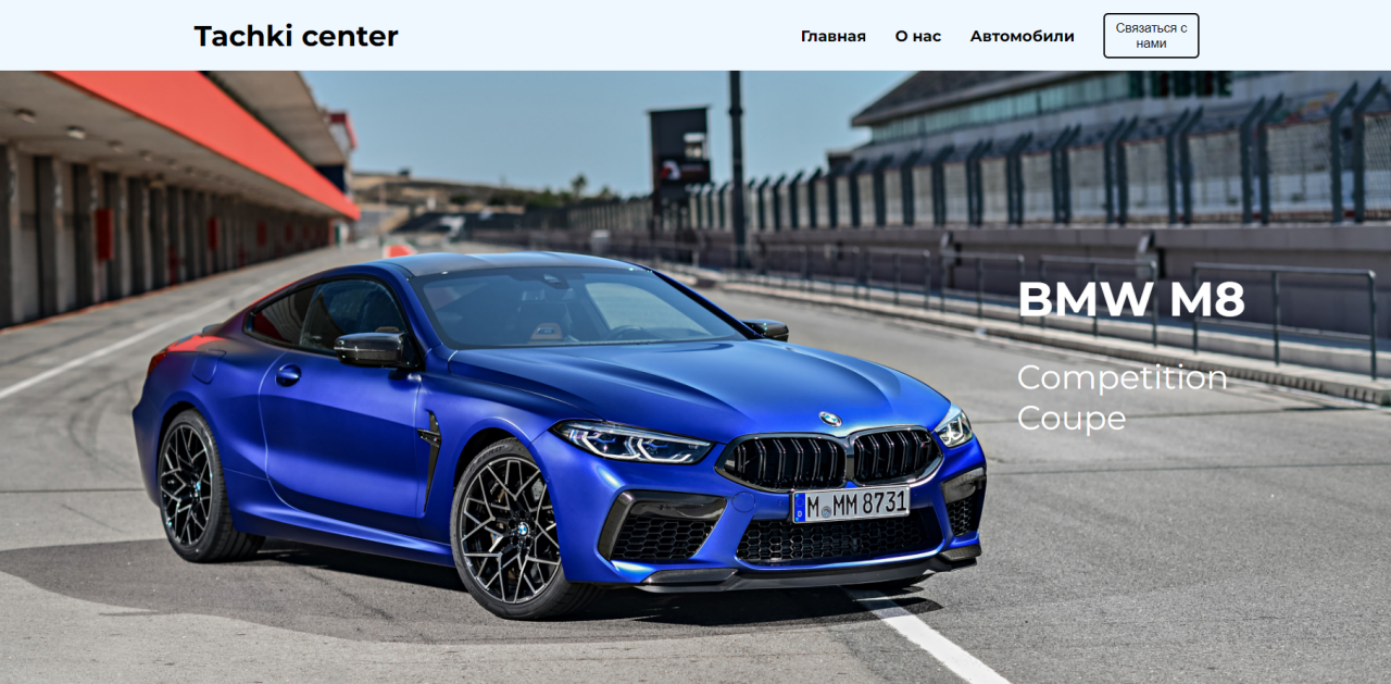 Tachki center
Главная
О нас
Автомобили
Связаться с
нами
BMW M8
Competition
Coupe
M MM 8731